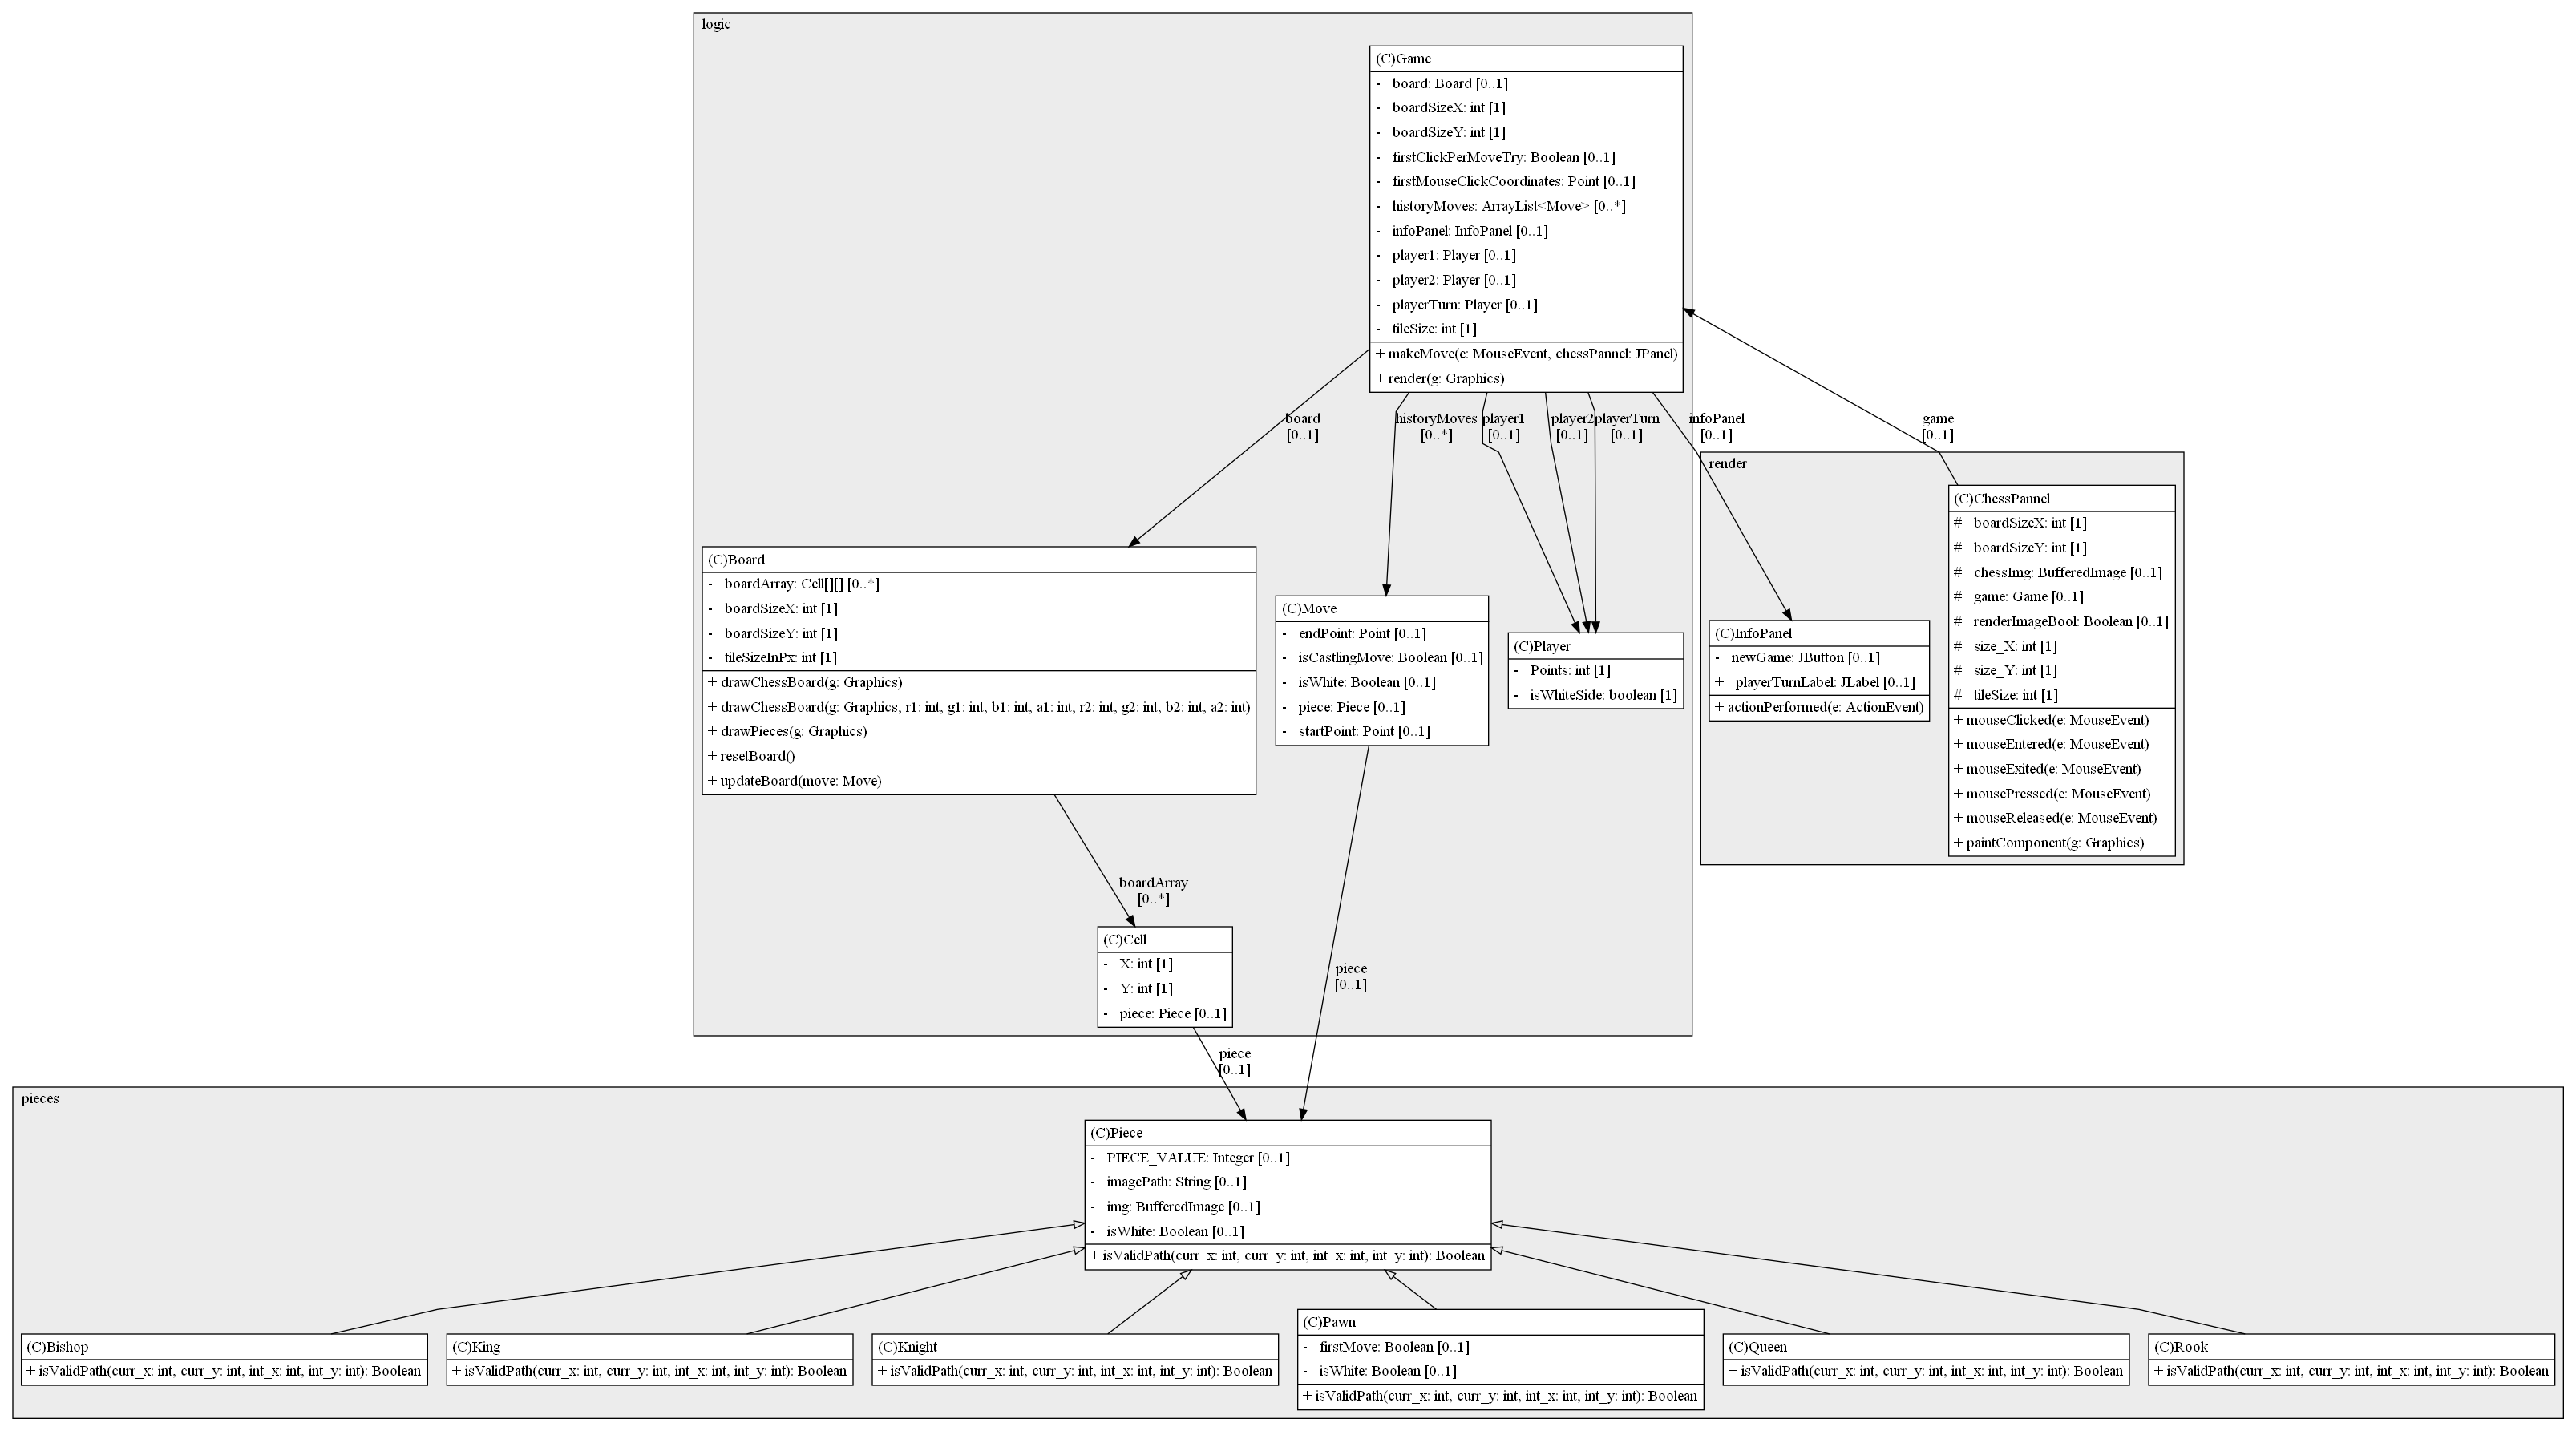 logic
(C)Game
- board: Board [0..1]
- boardSizeX: int [1]
- boardSizeY: int [1]
- firstClickPerMoveTry: Boolean [0..1]
- firstMouseClickCoordinates: Point [0..1]
- historyMoves: ArrayList<Move> [0..*]
- infoPanel: InfoPanel [0..1]
- player1: Player [0..1]
- player2: Player [0..1]
- playerTurn: Player [0..1]
- tileSize: int [1]
+ makeMove(e: MouseEvent, chessPannel: JPanel)
+ render(g: Graphics)
board
[0..1]
historyMoves
[0..*]
player1
[0..1]
player2
[0..1]
playerTurn
[0..1]
infoPanel
[0..1]
game
[0..1]
render
(C)ChessPannel
# boardSizeX: int [1]
# boardSizeY: int [1]
# chessImg: BufferedImage [0..1]
# game: Game [0..1]
# renderImageBool: Boolean [0..1]
# size_X: int [1]
# size_Y: int [1]
# tileSize: int [1]
+ mouseClicked(e: MouseEvent)
+ mouseEntered(e: MouseEvent)
+ mouseExited(e: MouseEvent)
+ mousePressed(e: MouseEvent)
+ mouseReleased(e: MouseEvent)
+ paintComponent(g: Graphics)
(C)Board
- boardArray: Cell[][] [0..*]
- boardSizeX: int [1]
- boardSizeY: int [1]
- tileSizeInPx: int [1]
+ drawChessBoard(g: Graphics)
+ drawChessBoard(g: Graphics, r1: int, g1: int, b1: int, a1: int, r2: int, g2: int, b2: int, a2: int)
+ drawPieces(g: Graphics)
+ resetBoard()
+ updateBoard(move: Move)
(C)Move
- endPoint: Point [0..1]
- isCastlingMove: Boolean [0..1]
- isWhite: Boolean [0..1]
- piece: Piece [0..1]
- startPoint: Point [0..1]
(C)Player
- Points: int [1]
- isWhiteSide: boolean [1]
(C)InfoPanel
- newGame: JButton [0..1]
+ playerTurnLabel: JLabel [0..1]
+ actionPerformed(e: ActionEvent)
boardArray
[0..*]
(C)Cell
- X: int [1]
- Y: int [1]
- piece: Piece [0..1]
piece
[0..1]
piece
[0..1]
pieces
(C)Piece
- PIECE_VALUE: Integer [0..1]
- imagePath: String [0..1]
- img: BufferedImage [0..1]
- isWhite: Boolean [0..1]
+ isValidPath(curr_x: int, curr_y: int, int_x: int, int_y: int): Boolean
(C)Bishop
+ isValidPath(curr_x: int, curr_y: int, int_x: int, int_y: int): Boolean
(C)King
+ isValidPath(curr_x: int, curr_y: int, int_x: int, int_y: int): Boolean
(C)Knight
+ isValidPath(curr_x: int, curr_y: int, int_x: int, int_y: int): Boolean
(C)Pawn
- firstMove: Boolean [0..1]
- isWhite: Boolean [0..1]
+ isValidPath(curr_x: int, curr_y: int, int_x: int, int_y: int): Boolean
(C)Queen
+ isValidPath(curr_x: int, curr_y: int, int_x: int, int_y: int): Boolean
(C)Rook
+ isValidPath(curr_x: int, curr_y: int, int_x: int, int_y: int): Boolean